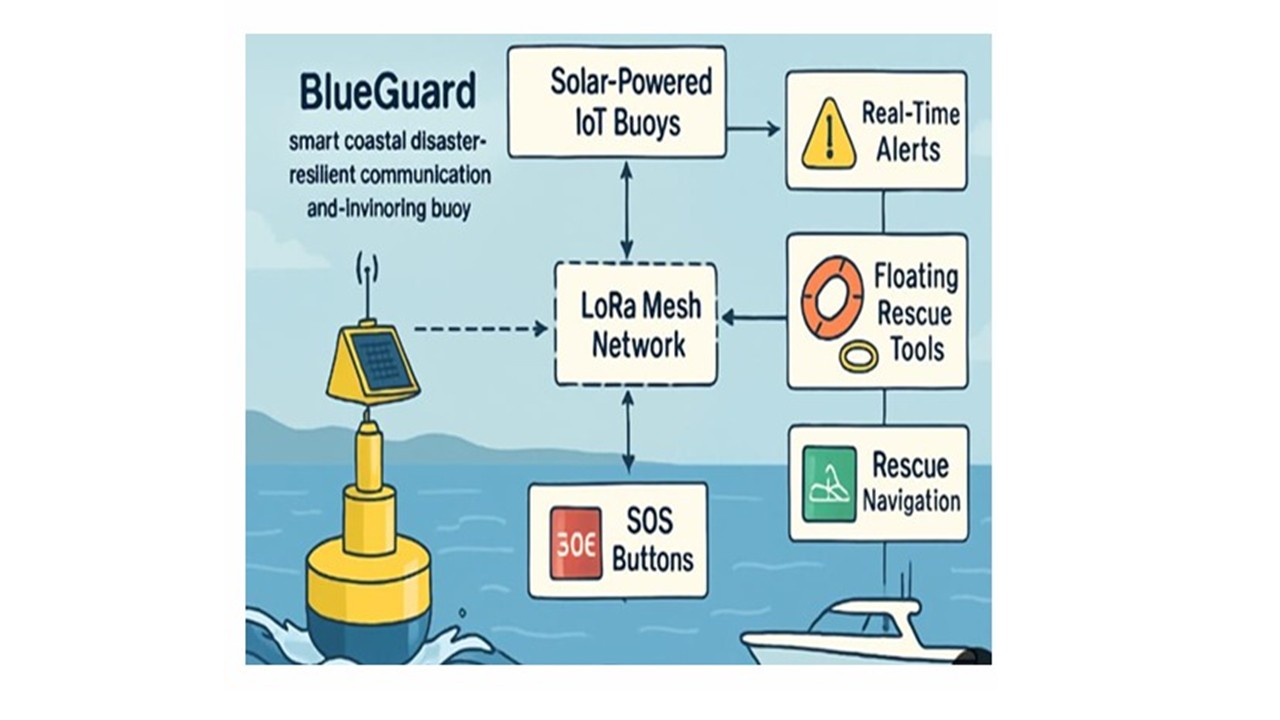 BlueGuard
smart coastal disaster-
resilient communication
and-invinoring buoy
Solar-Powered
IoT Buoys
Real-Time
Alerts
LoRa Mesh
Network
Floating
Rescue
Tools
SOS
Buttons
30E
Rescue
Navigation